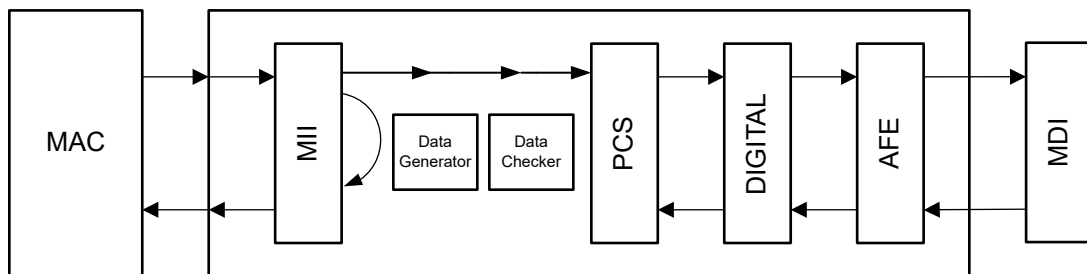 MAC
MII
Data
Generator
Data
Checker
PCS
DIGITAL
AFE
MDI